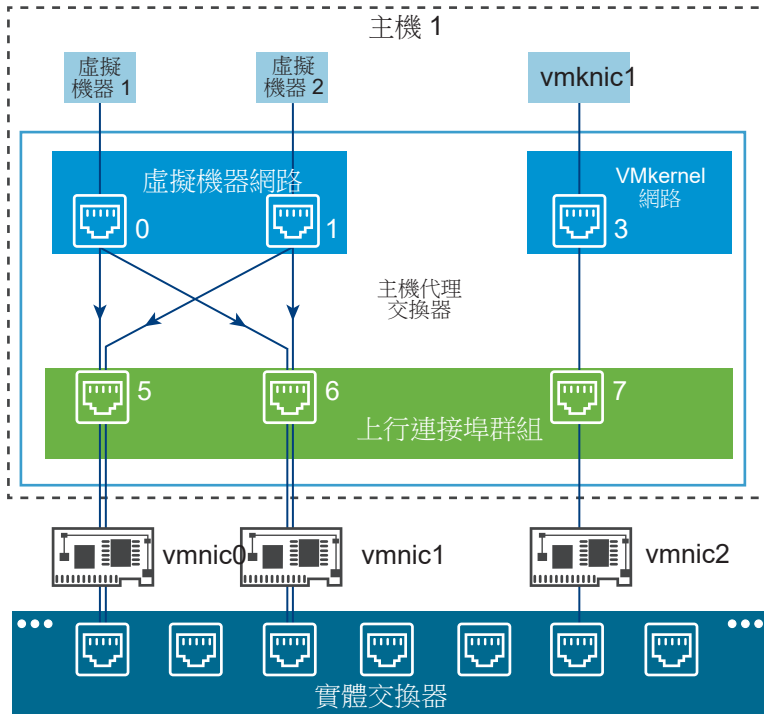 主機 1
虛擬
機器 1
虛擬
機器 2
vmknic1
虛擬機器網路
VMkernel
網路
0
1
3
主機代理
交換器
5
6
7
上行連接埠群組
vmnic0
vmnic1
vmnic2
實體交換器